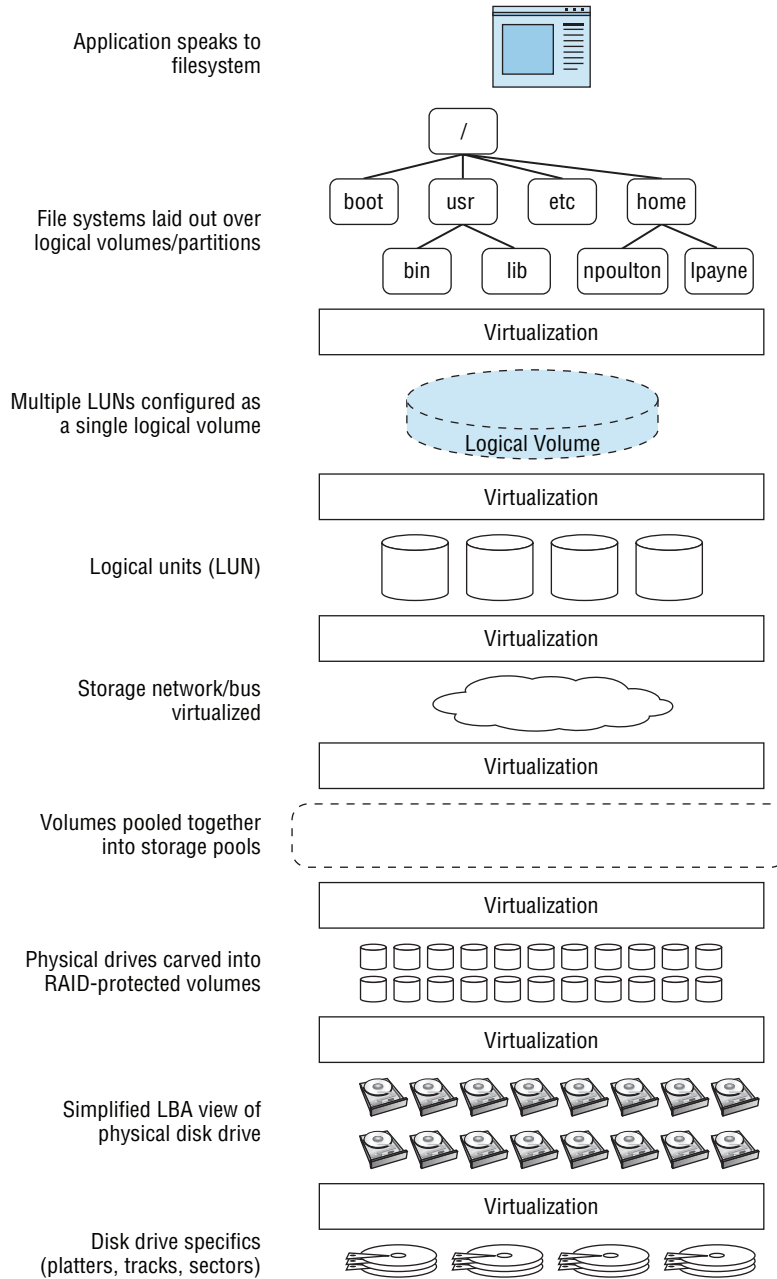 Application speaks to
filesystem
/
boot usr etc home
File systems laid out over
logical volumes/partitions
bin lib npoulton lpayne
Virtualization
Multiple LUNs configured as
a single logical volume
Logical Volume
Virtualization
Logical units (LUN)
Virtualization
Storage network/bus
virtualized
Virtualization
Volumes pooled together
into storage pools
Virtualization
Physical drives carved into
RAID-protected volumes
Virtualization
Simplified LBA view of
physical disk drive
Virtualization
Disk drive specifics
(platters, tracks, sectors)